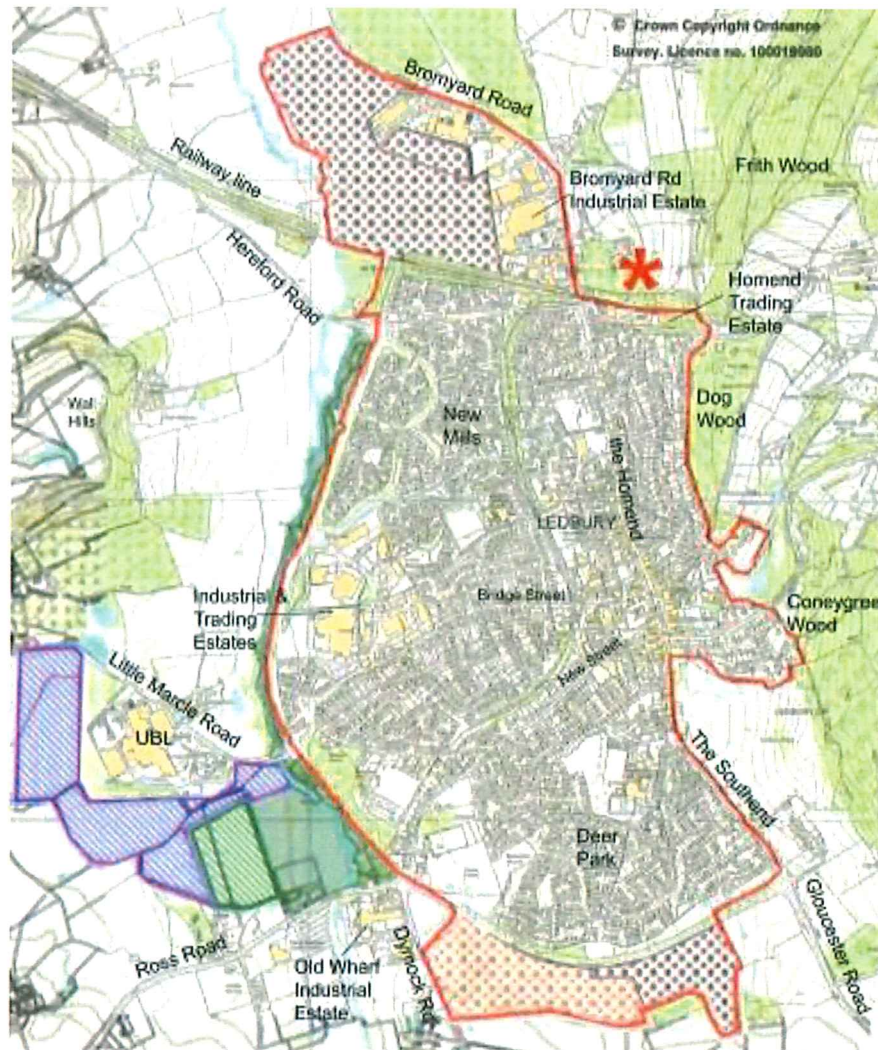 © Crown Copyright Ordnance
Survey. Licence no. 100019980
Bromyard Road
Railway line
Frith Wood
Bromyard Rd
Industrial Estate
Hereford Road
Homend
Trading
Estate
Wall
Hills
New
Mills
Dog
Wood
the Homend
LEDBURY
Industrial &
Trading
Estates
Bridge Street
Coneygree
Wood
New Street
Little Marcle Road
UBL
The Southend
Deer
Park
Gloucester Road
Ross Road
Dymock Rd
Old Wharf
Industrial
Estate